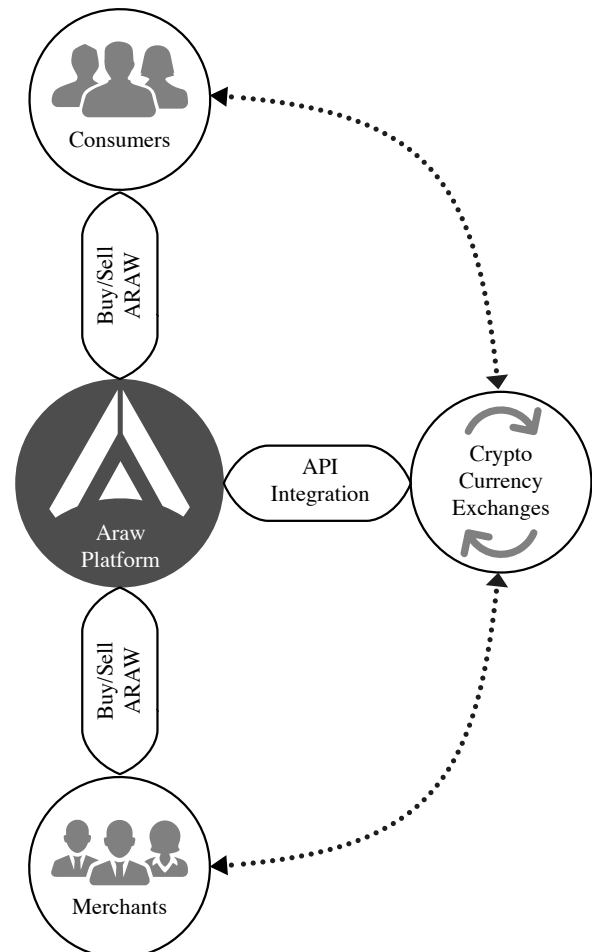 Consumers
Buy/Sell
ARAW
Araw
Platform
API
Integration
Crypto
Currency
Exchanges
Buy/Sell
ARAW
Merchants